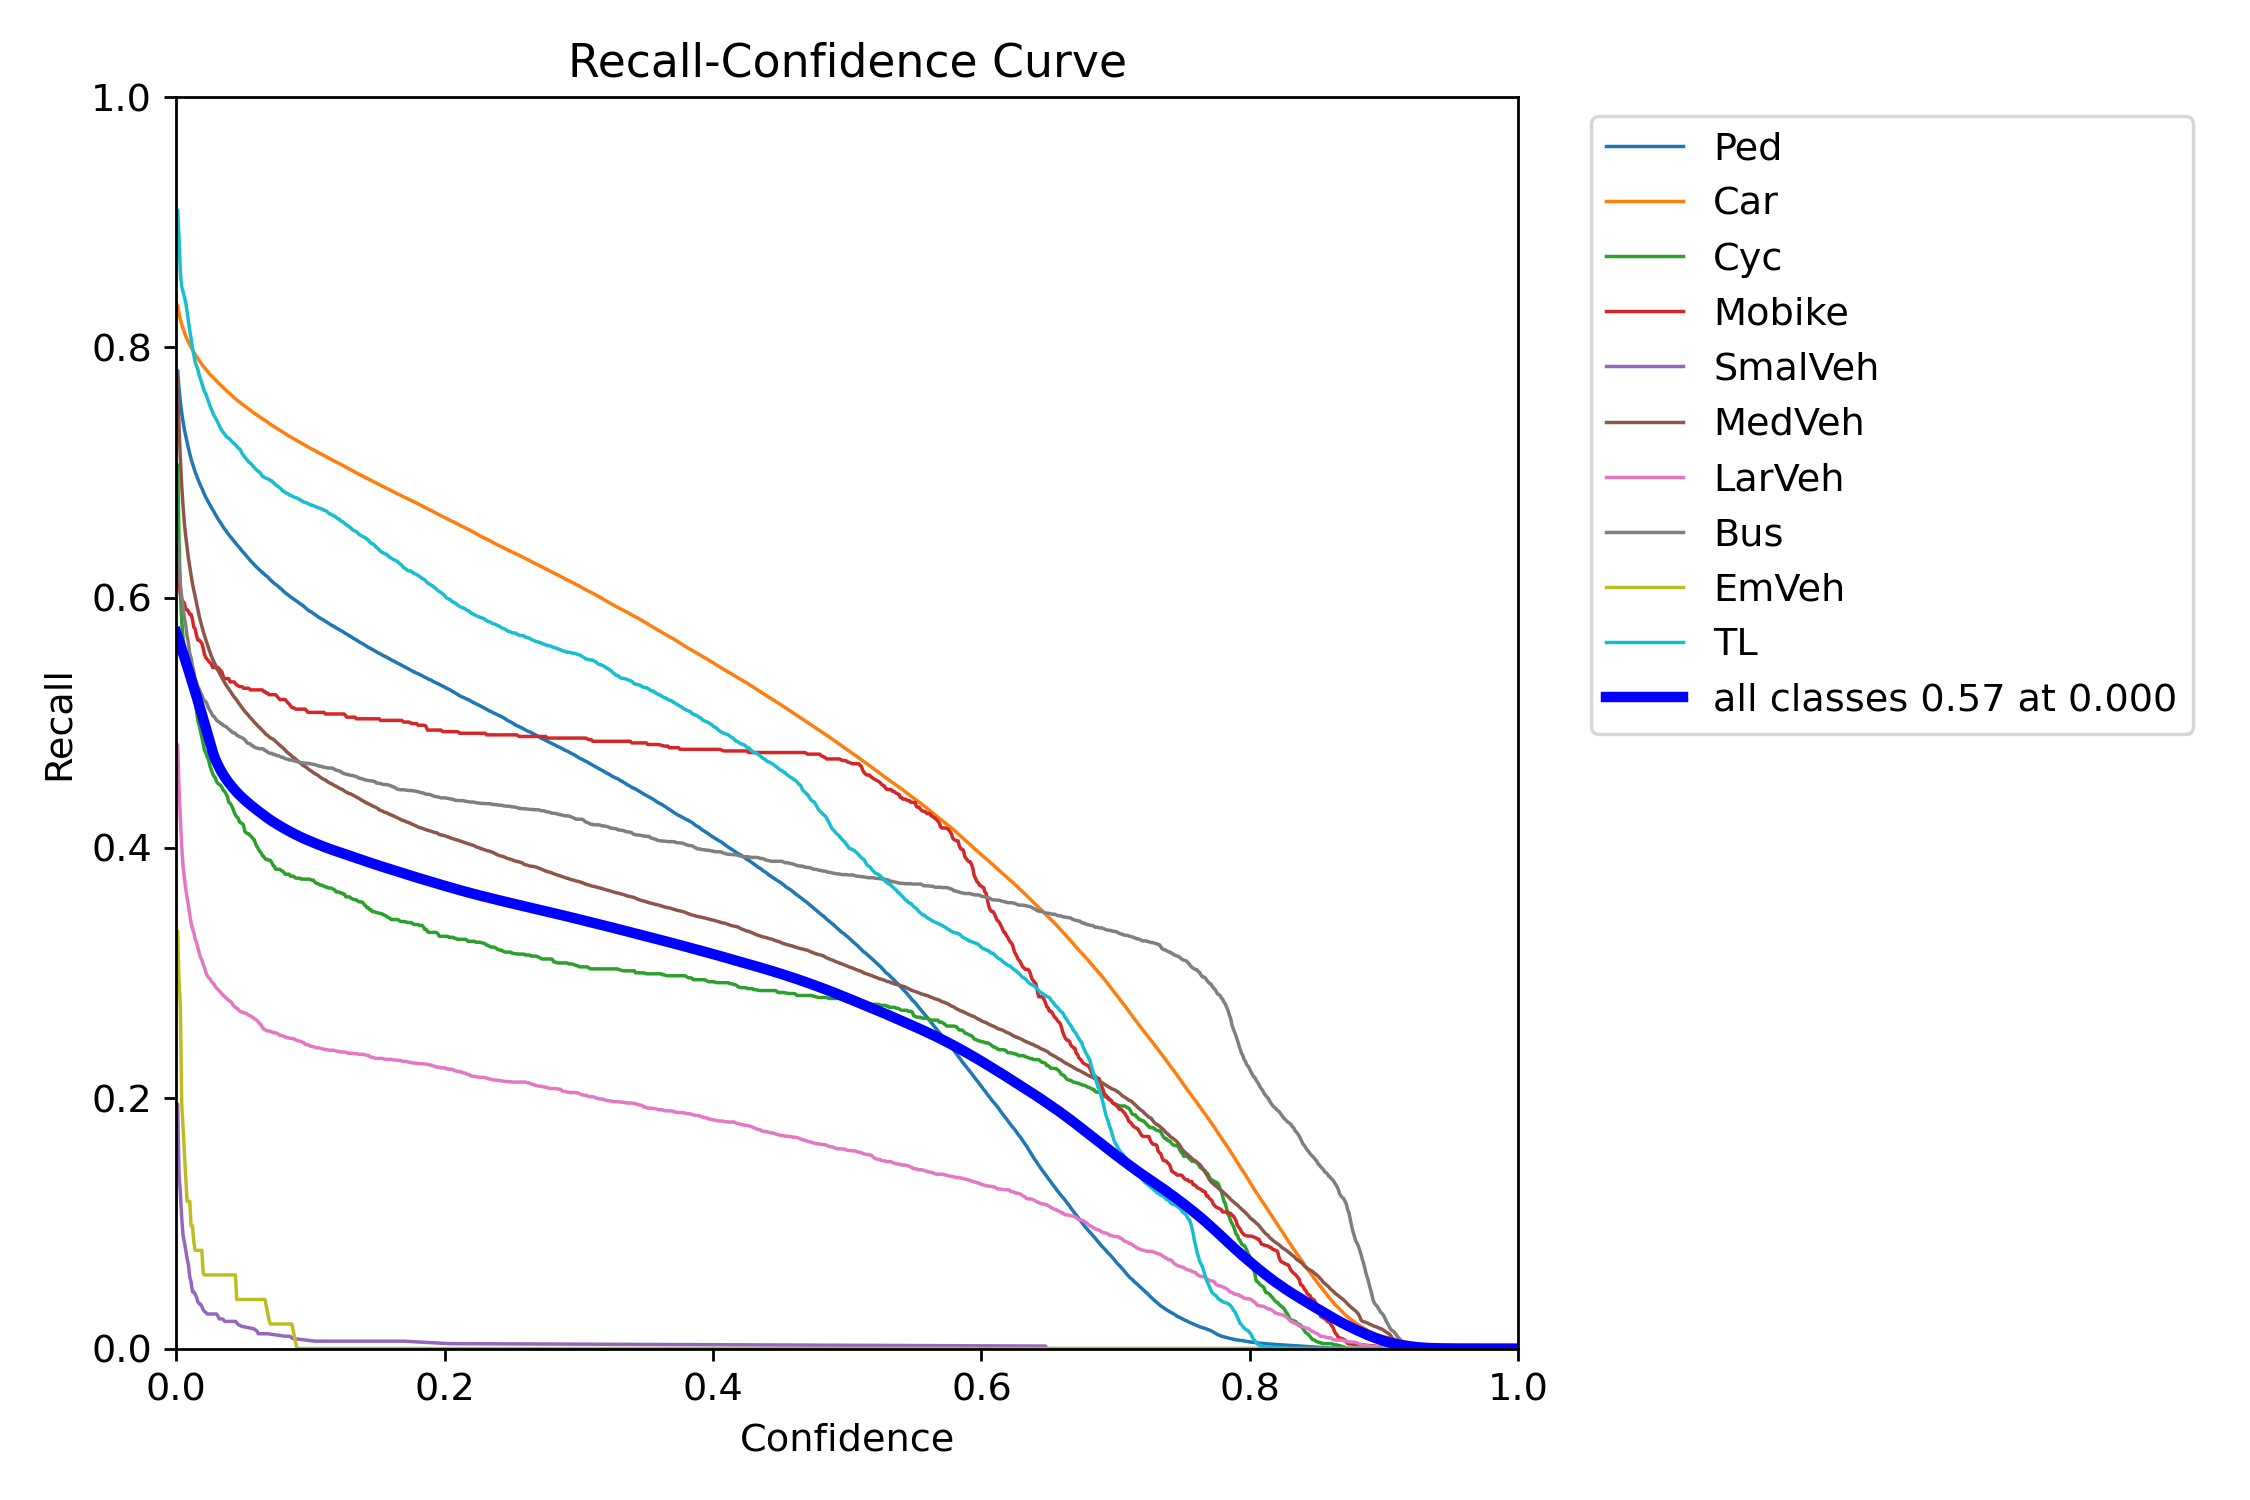 Recall-Confidence Curve
1.0
0.8
0.6
0.4
0.2
0.0
Recall
0.0 0.2 0.4 0.6 0.8 1.0
Confidence
Ped
Car
Cyc
Mobike
SmalVeh
MedVeh
LarVeh
Bus
EmVeh
TL
all classes 0.57 at 0.000